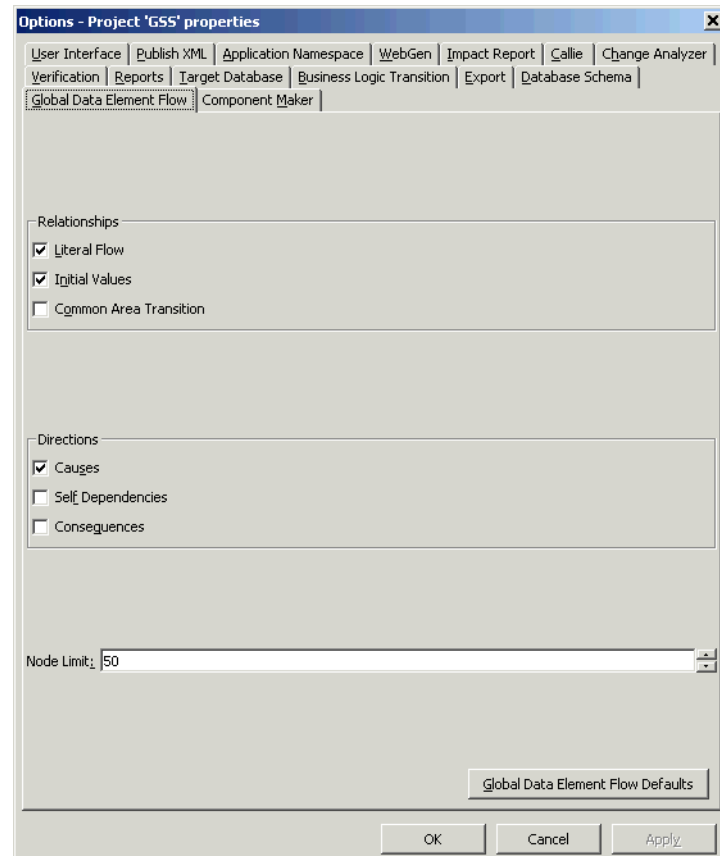 Options - Project 'GSS' properties
User Interface Publish XML Application Namespace WebGen Impact Report Callie Change Analyzer
Verification Reports Target Database Business Logic Transition Export Database Schema
Global Data Element Flow Component Maker
Relationships
Literal Flow
Initial Values
Common Area Transition
Directions
Causes
Self Dependencies
Consequences
Node Limit: 50
Global Data Element Flow Defaults
OK Cancel Apply